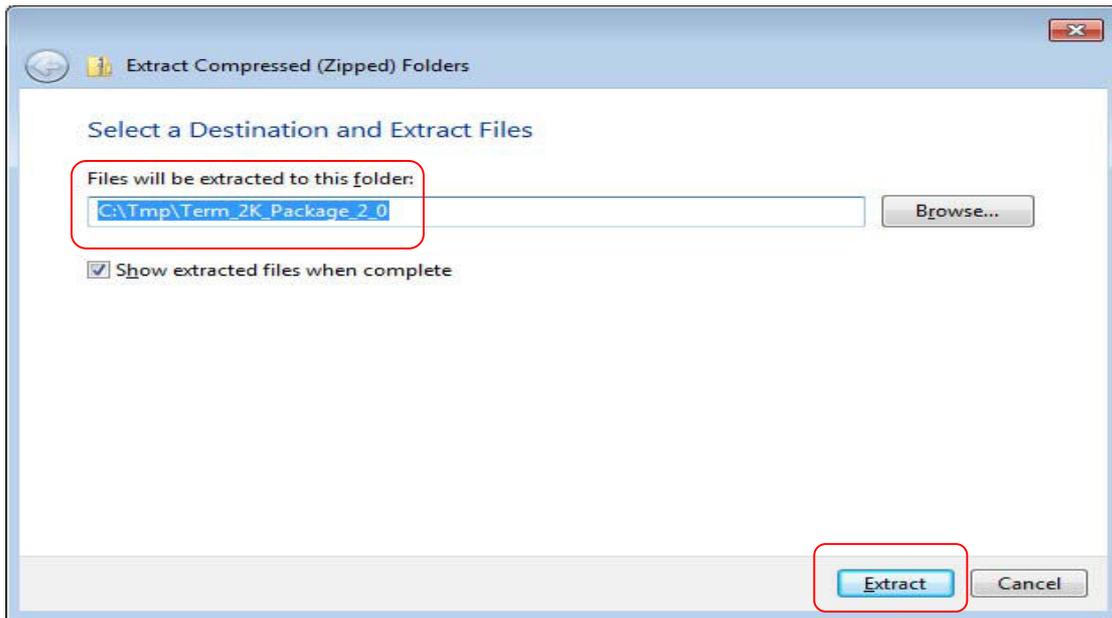 Extract Compressed (Zipped) Folders
Select a Destination and Extract Files
Files will be extracted to this folder:
C:\Tmp\Term_2K_Package_2_0
Browse...
Show extracted files when complete
Extract Cancel